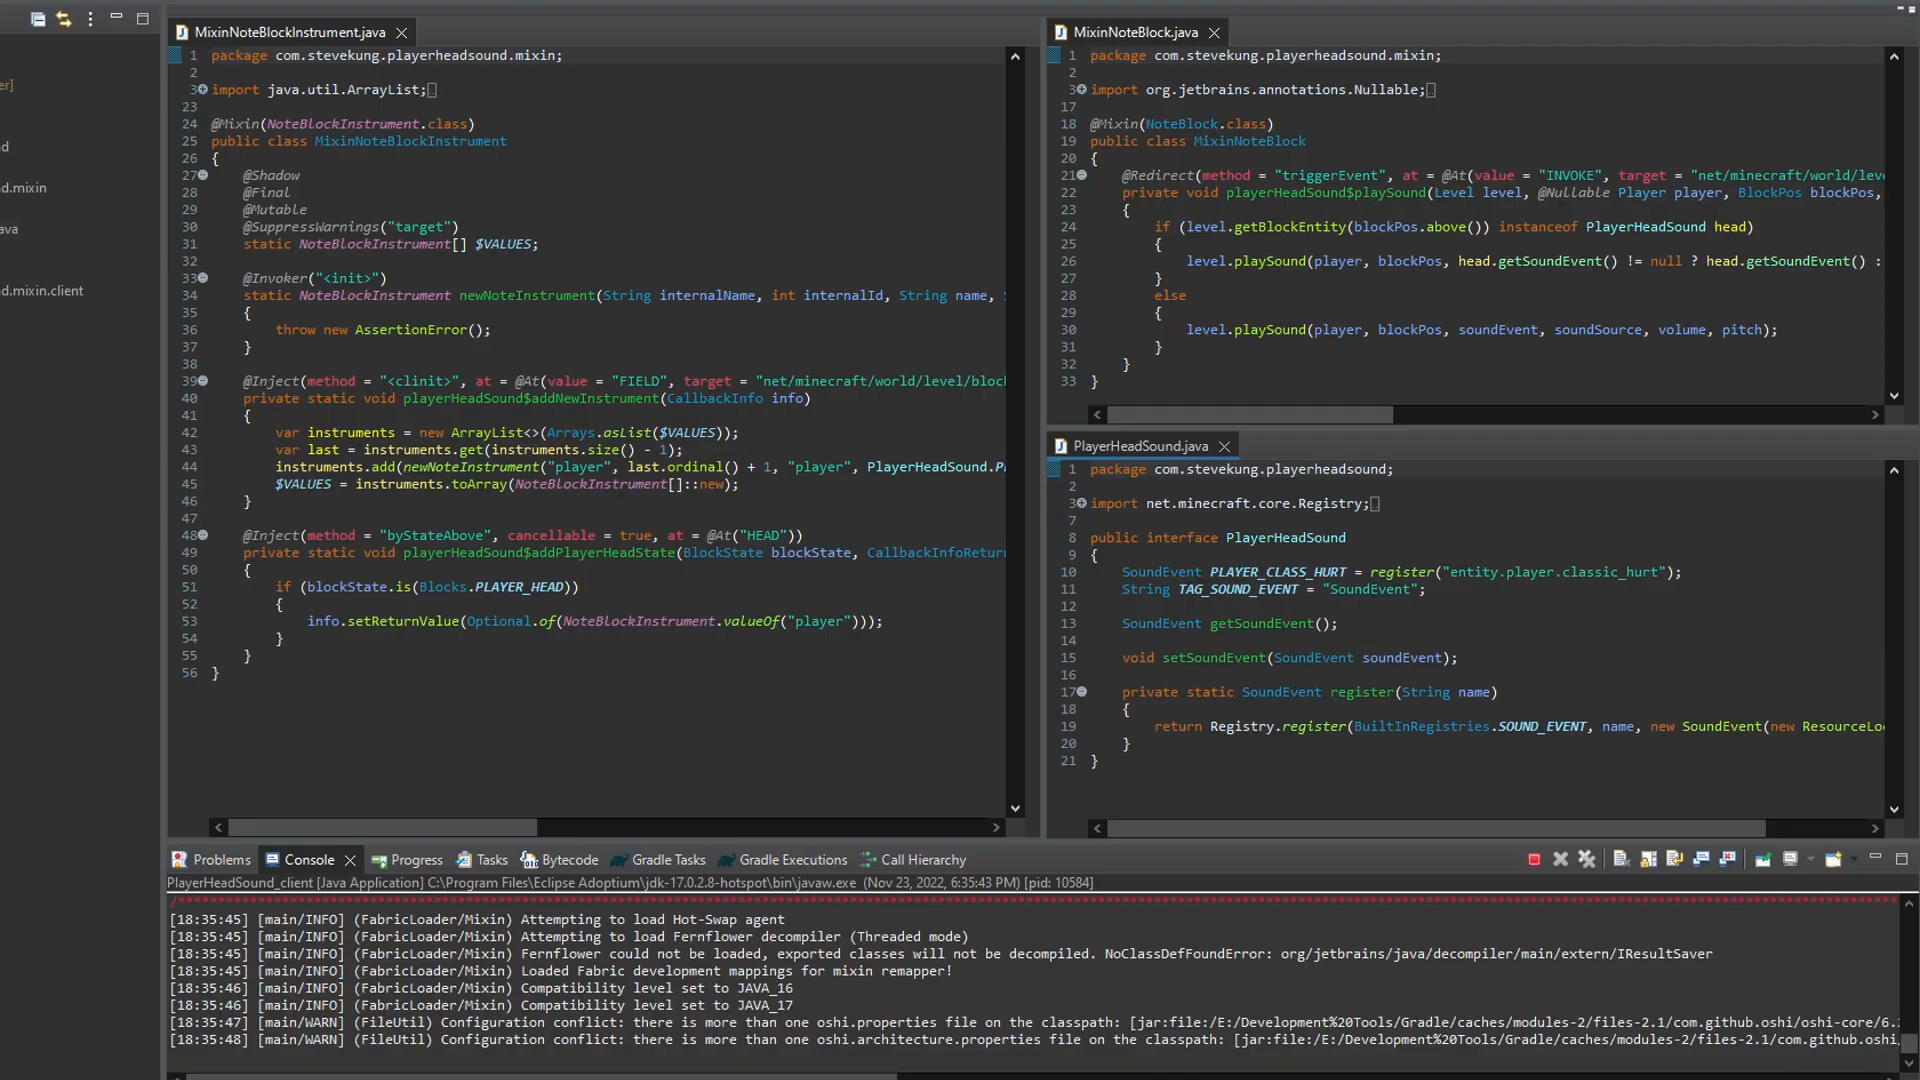 er]
d
d.mixin
ava
d.mixin.client
MixinNoteBlockInstrument.java
1 package com.stevekung.playerheadsound.mixin;
2
3 import java.util.ArrayList;
23
24 @Mixin(NoteBlockInstrument.class)
25 public class MixinNoteBlockInstrument
26 {
27 @Shadow
28 @Final
29 @Mutable
30 @SuppressWarnings("target")
31 static NoteBlockInstrument[] $VALUES;
32
33 @Invoker("<init>")
34 static NoteBlockInstrument newNoteInstrument(String internalName, int internalId, String name,
35 {
36 throw new AssertionError();
37 }
38
39 @Inject(method = "<clinit>", at = @At(value = "FIELD", target = "net/minecraft/world/level/bloc
40 private static void playerHeadSound$addNewInstrument(CallbackInfo info)
41 {
42 var instruments = new ArrayList<>(Arrays.asList($VALUES));
43 var last = instruments.get(instruments.size() - 1);
44 instruments.add(newNoteInstrument("player", last.ordinal() + 1, "player", PlayerHeadSound.P
45 $VALUES = instruments.toArray(NoteBlockInstrument[]::new);
46 }
47
48 @Inject(method = "byStateAbove", cancellable = true, at = @At("HEAD"))
49 private static void playerHeadSound$addPlayerHeadState(BlockState blockState, CallbackInfoRetur
50 {
51 if (blockState.is(Blocks.PLAYER_HEAD))
52 {
53 info.setReturnValue(Optional.of(NoteBlockInstrument.valueOf("player")));
54 }
55 }
56 }
MixinNoteBlock.java
1 package com.stevekung.playerheadsound.mixin;
2
3 import org.jetbrains.annotations.Nullable;
17
18 @Mixin(NoteBlock.class)
19 public class MixinNoteBlock
20 {
21 @Redirect(method = "triggerEvent", at = @At(value = "INVOKE", target = "net/minecraft/world/lev
22 private void playerHeadSound$playSound(Level level, @Nullable Player player, BlockPos blockPos,
23 {
24 if (level.getBlockEntity(blockPos.above()) instanceof PlayerHeadSound head)
25 {
26 level.playSound(player, blockPos, head.getSoundEvent() != null ? head.getSoundEvent() :
27 }
28 else
29 {
30 level.playSound(player, blockPos, soundEvent, soundSource, volume, pitch);
31 }
32 }
33 }
PlayerHeadSound.java
1 package com.stevekung.playerheadsound;
2
3 import net.minecraft.core.Registry;
7
8 public interface PlayerHeadSound
9 {
10 SoundEvent PLAYER_CLASS_HURT = register("entity.player.classic_hurt");
11 String TAG_SOUND_EVENT = "SoundEvent";
12
13 SoundEvent getSoundEvent();
14
15 void setSoundEvent(SoundEvent soundEvent);
16
17 private static SoundEvent register(String name)
18 {
19 return Registry.register(BuiltInRegistries.SOUND_EVENT, name, new SoundEvent(new ResourceLo
20 }
21 }
Problems Console Progress Tasks Bytecode Gradle Tasks Gradle Executions Call Hierarchy
PlayerHeadSound_client [Java Application] C:\Program Files\Eclipse Adoptium\jdk-17.0.2.8-hotspot\bin\javaw.exe (Nov 23, 2022, 6:35:43 PM) [pid: 10584]
[18:35:45] [main/INFO] (FabricLoader/Mixin) Attempting to load Hot-Swap agent
[18:35:45] [main/INFO] (FabricLoader/Mixin) Attempting to load Fernflower decompiler (Threaded mode)
[18:35:45] [main/INFO] (FabricLoader/Mixin) Fernflower could not be loaded, exported classes will not be decompiled. NoClassDefFoundError: org/jetbrains/java/decompiler/main/extern/IResultSaver
[18:35:45] [main/INFO] (FabricLoader/Mixin) Loaded Fabric development mappings for mixin remapper!
[18:35:46] [main/INFO] (FabricLoader/Mixin) Compatibility level set to JAVA_16
[18:35:46] [main/INFO] (FabricLoader/Mixin) Compatibility level set to JAVA_17
[18:35:47] [main/WARN] (FileUtil) Configuration conflict: there is more than one oshi.properties file on the classpath: [jar:file:/E:/Development%20Tools/Gradle/caches/modules-2/files-2.1/com.github.oshi/oshi-core/6.
[18:35:48] [main/WARN] (FileUtil) Configuration conflict: there is more than one oshi.architecture.properties file on the classpath: [jar:file:/E:/Development%20Tools/Gradle/caches/modules-2/files-2.1/com.github.oshi